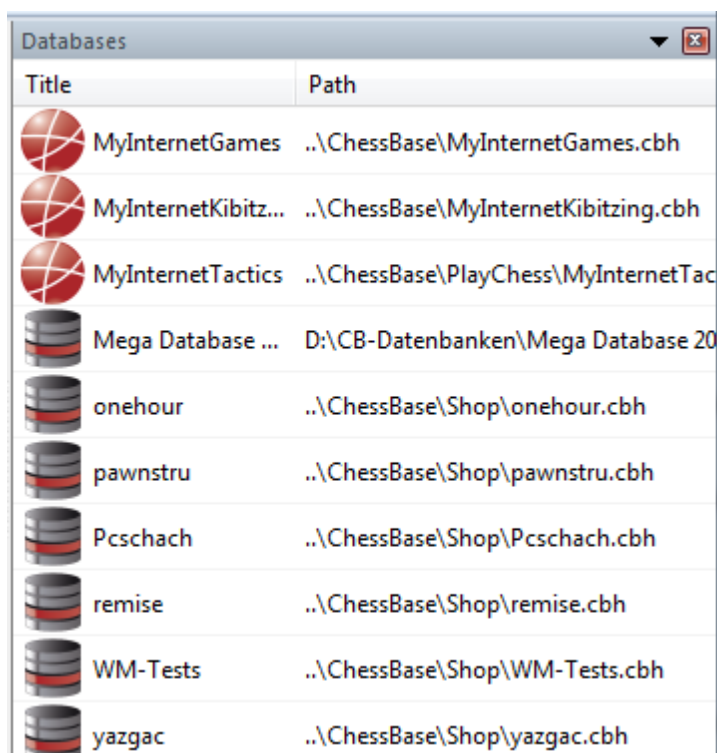 Databases
Title Path
MyInternetGames ..\ChessBase\MyInternetGames.cbh
MyInternetKibitz... ..\ChessBase\MyInternetKibitzing.cbh
MyInternetTactics ..\ChessBase\PlayChess\MyInternetTac
Mega Database ... D:\CB-Datenbanken\Mega Database 20
onehour ..\ChessBase\Shop\onehour.cbh
pawnstru ..\ChessBase\Shop\pawnstru.cbh
Pcschach ..\ChessBase\Shop\Pcschach.cbh
remise ..\ChessBase\Shop\remise.cbh
WM-Tests ..\ChessBase\Shop\WM-Tests.cbh
yazgac ..\ChessBase\Shop\yazgac.cbh